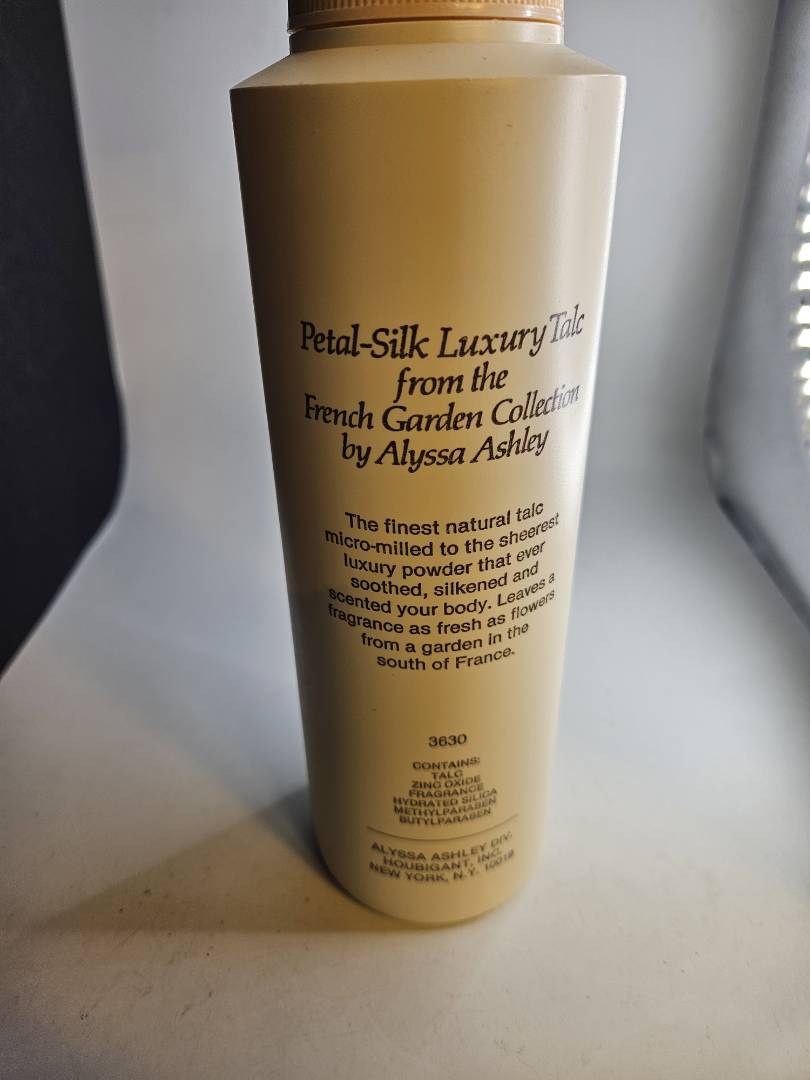 Petal-Silk Luxury Talc
from the
French Garden Collection
by Alyssa Ashley
The finest natural talc
micro-milled to the sheerest
luxury powder that ever
soothed, silkened and
scented your body. Leaves a
fragrance as fresh as flowers
from a garden in the
south of France.
3630
CONTAINS:
TALC
ZINC OXIDE
FRAGRANCE
HYDRATED SILICA
METHYLPARABEN
BUTYLPARABEN
ALYSSA ASHLEY DIV.
HOUBIGANT, INC.
NEW YORK, N.Y. 10018